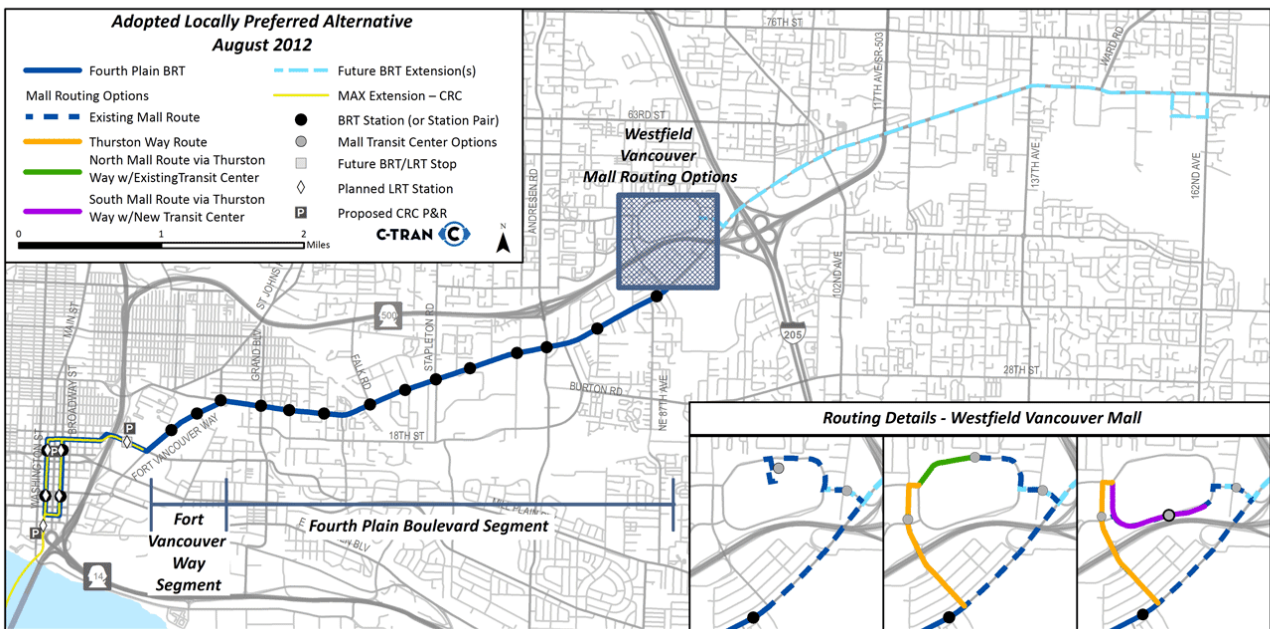 Adopted Locally Preferred Alternative
August 2012
Fourth Plain BRT
Mall Routing Options
Existing Mall Route
Thurston Way Route
North Mall Route via Thurston
Way w/ExistingTransit Center
South Mall Route via Thurston
Way w/New Transit Center
Future BRT Extension(s)
MAX Extension – CRC
BRT Station (or Station Pair)
Mall Transit Center Options
Future BRT/LRT Stop
Planned LRT Station
P
Proposed CRC P&R
C-TRAN
C
N
0
1
2
Miles
76TH ST
WARD RD
117TH AVE/SR-503
63RD ST
Westfield
Vancouver
Mall Routing Options
ANDRESEN RD
137TH AVE
162ND AVE
ST JOHNS
500
MAIN ST
STAPLETON RD
102ND AVE
205
GRAND BLV
FALK RD
28TH ST
BURTON RD
NE 87TH AVE
BROADWAY ST
18TH ST
P
FORT VANCOUVER WAY
WASHINGTON ST
P
P
14
MILL PLAIN
Fort
Vancouver
Way
Segment
Fourth Plain Boulevard Segment
Routing Details - Westfield Vancouver Mall